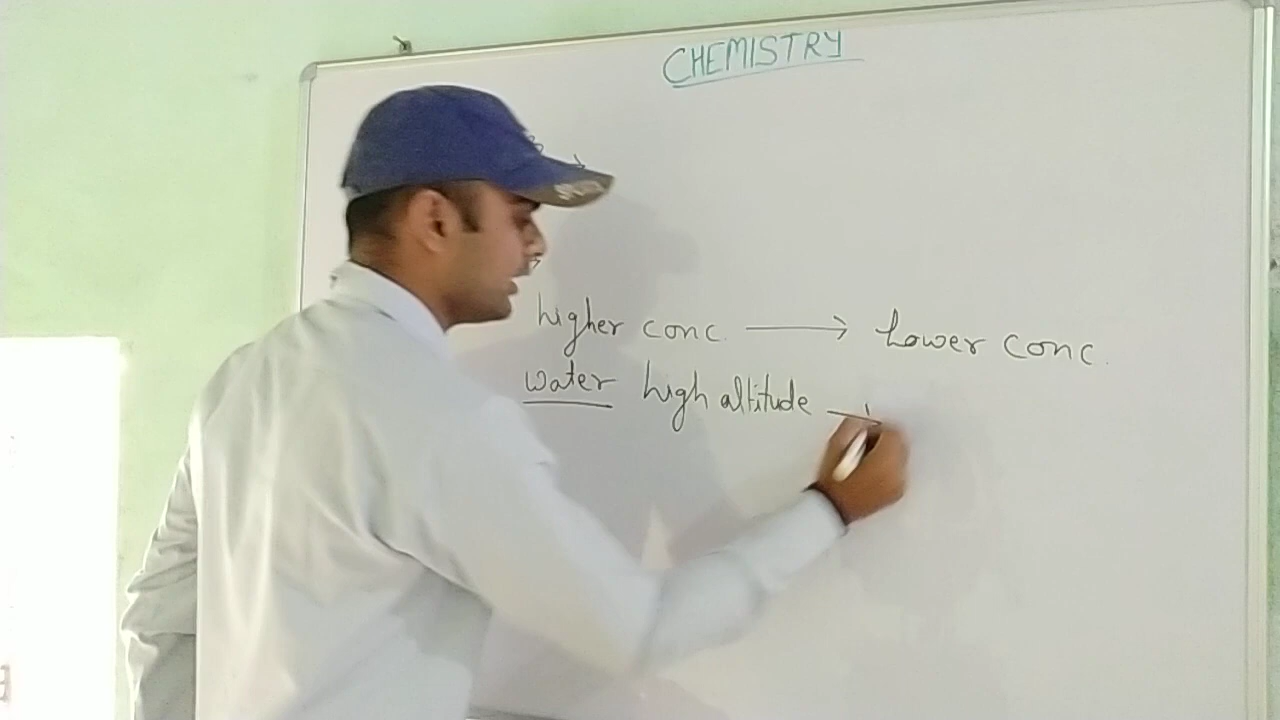 CHEMISTRY
higher conc. → Lower conc.
water high altitude →